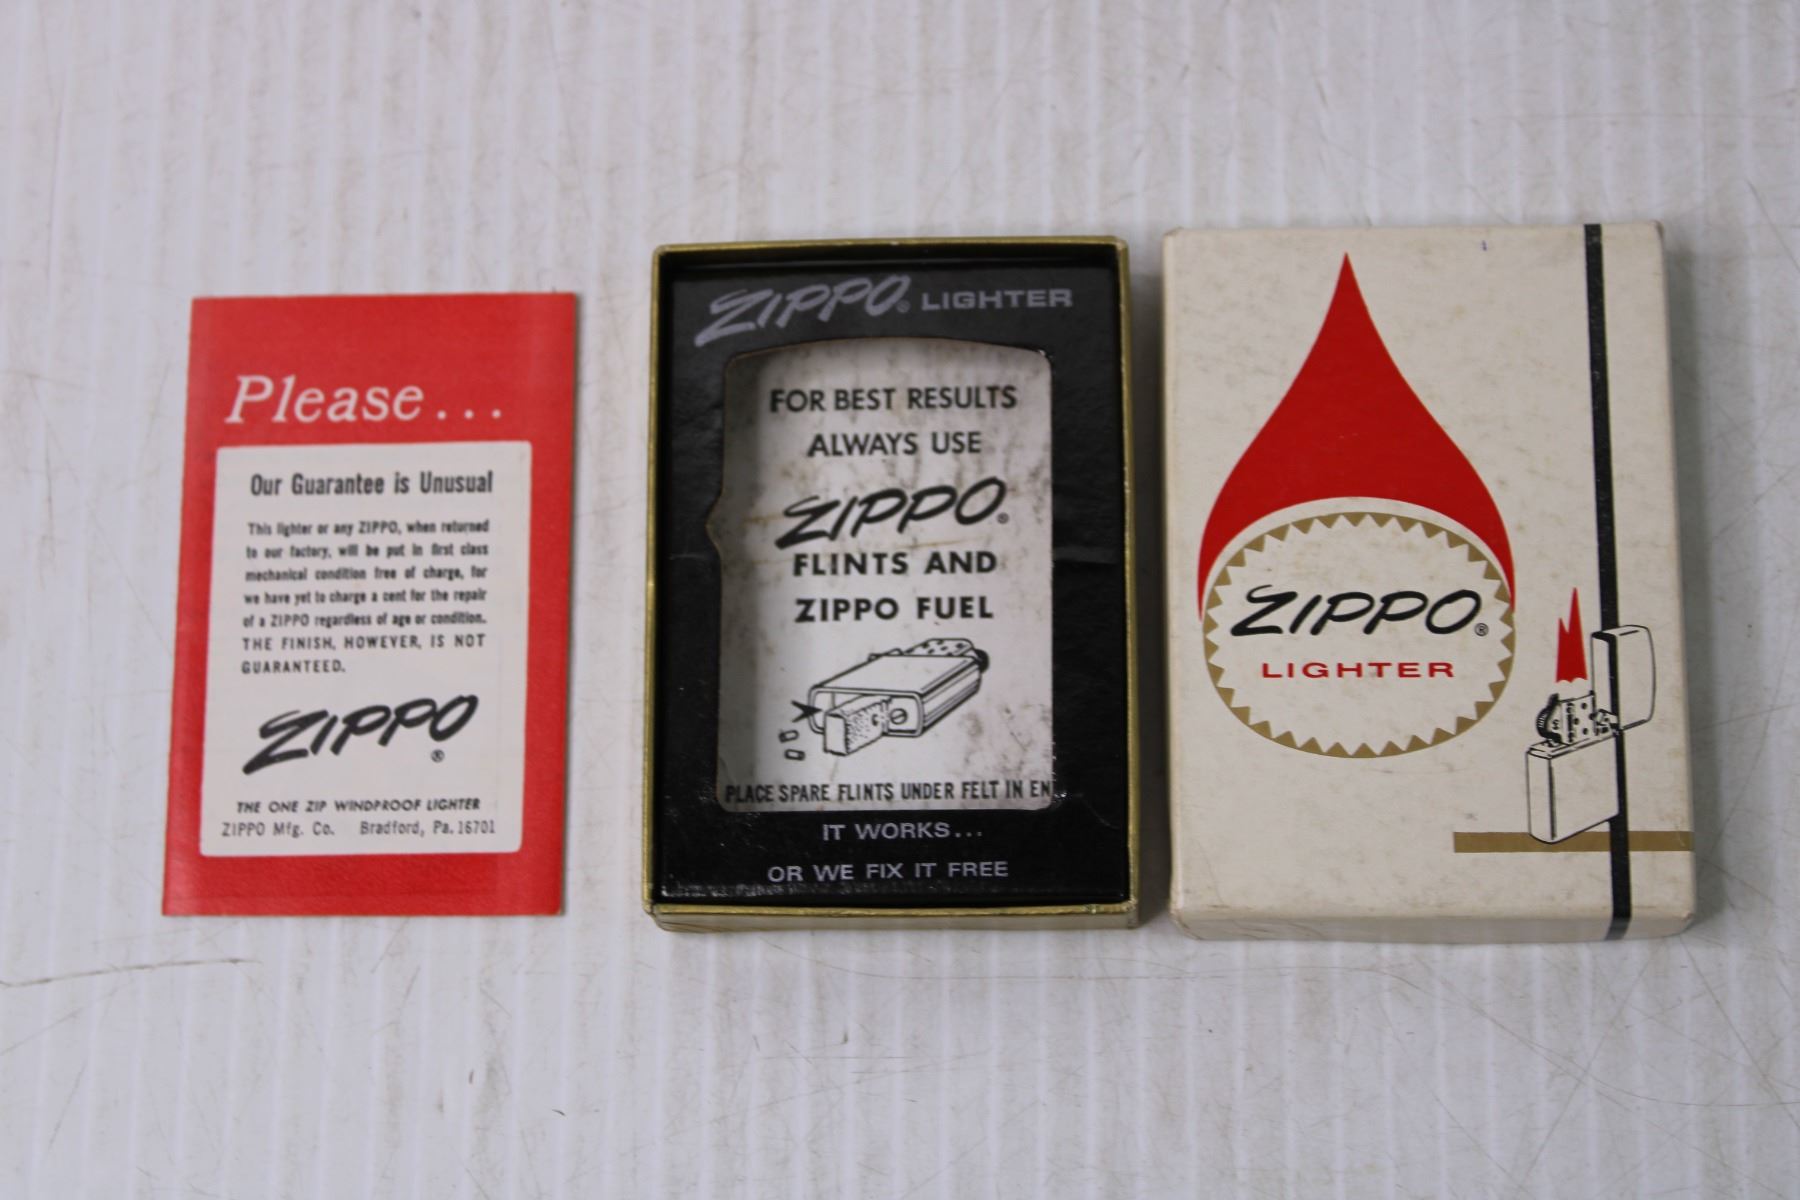 Please...
Our Guarantee is Unusual
This lighter or any ZIPPO, when returned
to our factory, will be put in first class
mechanical condition free of charge, for
we have yet to charge a cent for the repair
of a ZIPPO regardless of age or condition.
THE FINISH, HOWEVER, IS NOT
GUARANTEED.
ZIPPO
®
THE ONE ZIP WINDPROOF LIGHTER
ZIPPO Mfg. Co. Bradford, Pa. 16701
ZIPPO® LIGHTER
FOR BEST RESULTS
ALWAYS USE
ZIPPO®
FLINTS AND
ZIPPO FUEL
PLACE SPARE FLINTS UNDER FELT IN EN
IT WORKS...
OR WE FIX IT FREE
ZIPPO®
LIGHTER